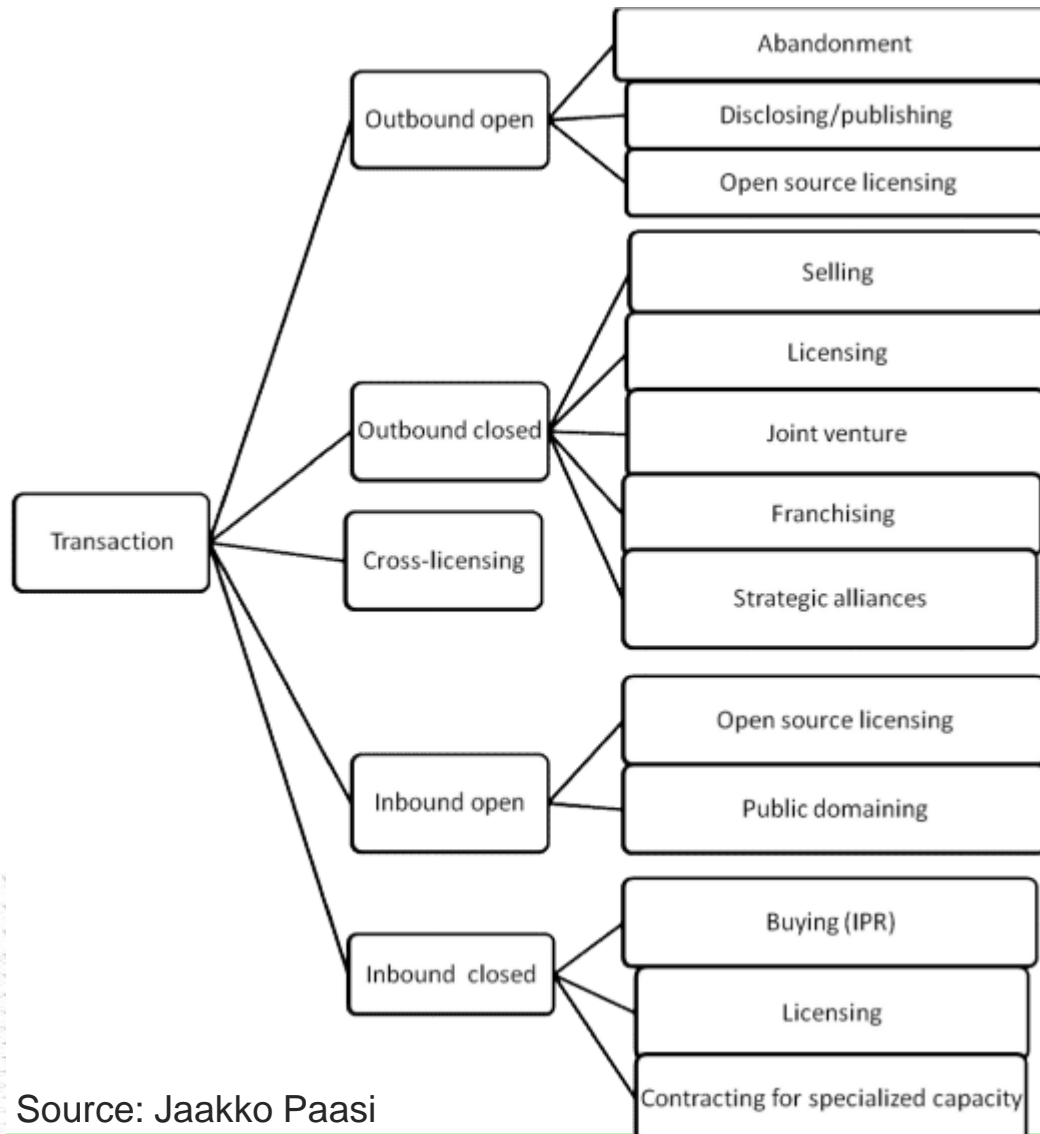 Abandonment
Outbound open
Disclosing/publishing
Open source licensing
Selling
Licensing
Outbound closed
Joint venture
Franchising
Strategic alliances
Transaction
Cross-licensing
Open source licensing
Inbound open
Public domaining
Buying (IPR)
Inbound  closed
Licensing
Contracting for specialized capacity
Source: Jaakko Paasi